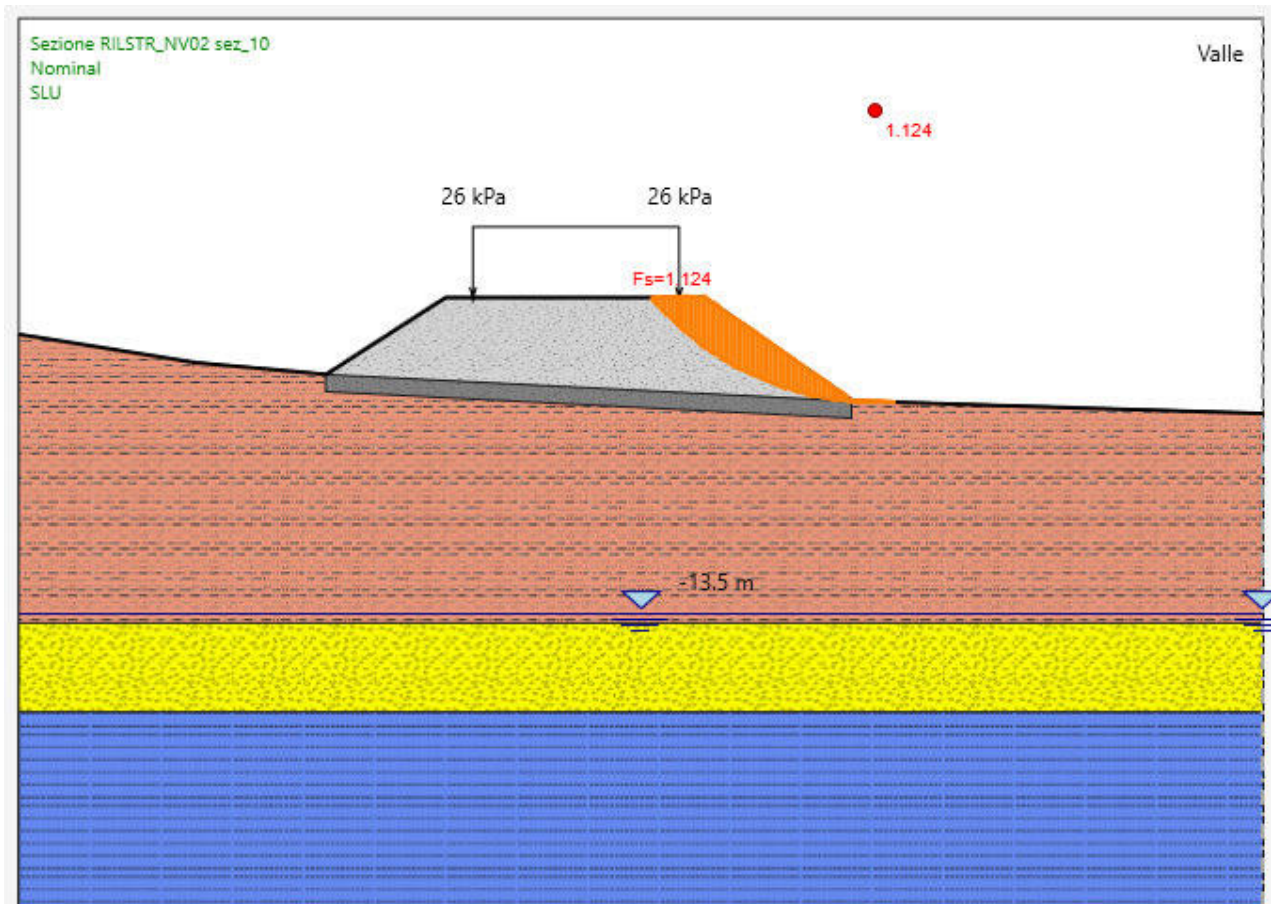 Sezione RILSTR_NV02 sez_10
Nominal
SLU
Valle
1.124
26 kPa
26 kPa
Fs=1.124
-13.5 m